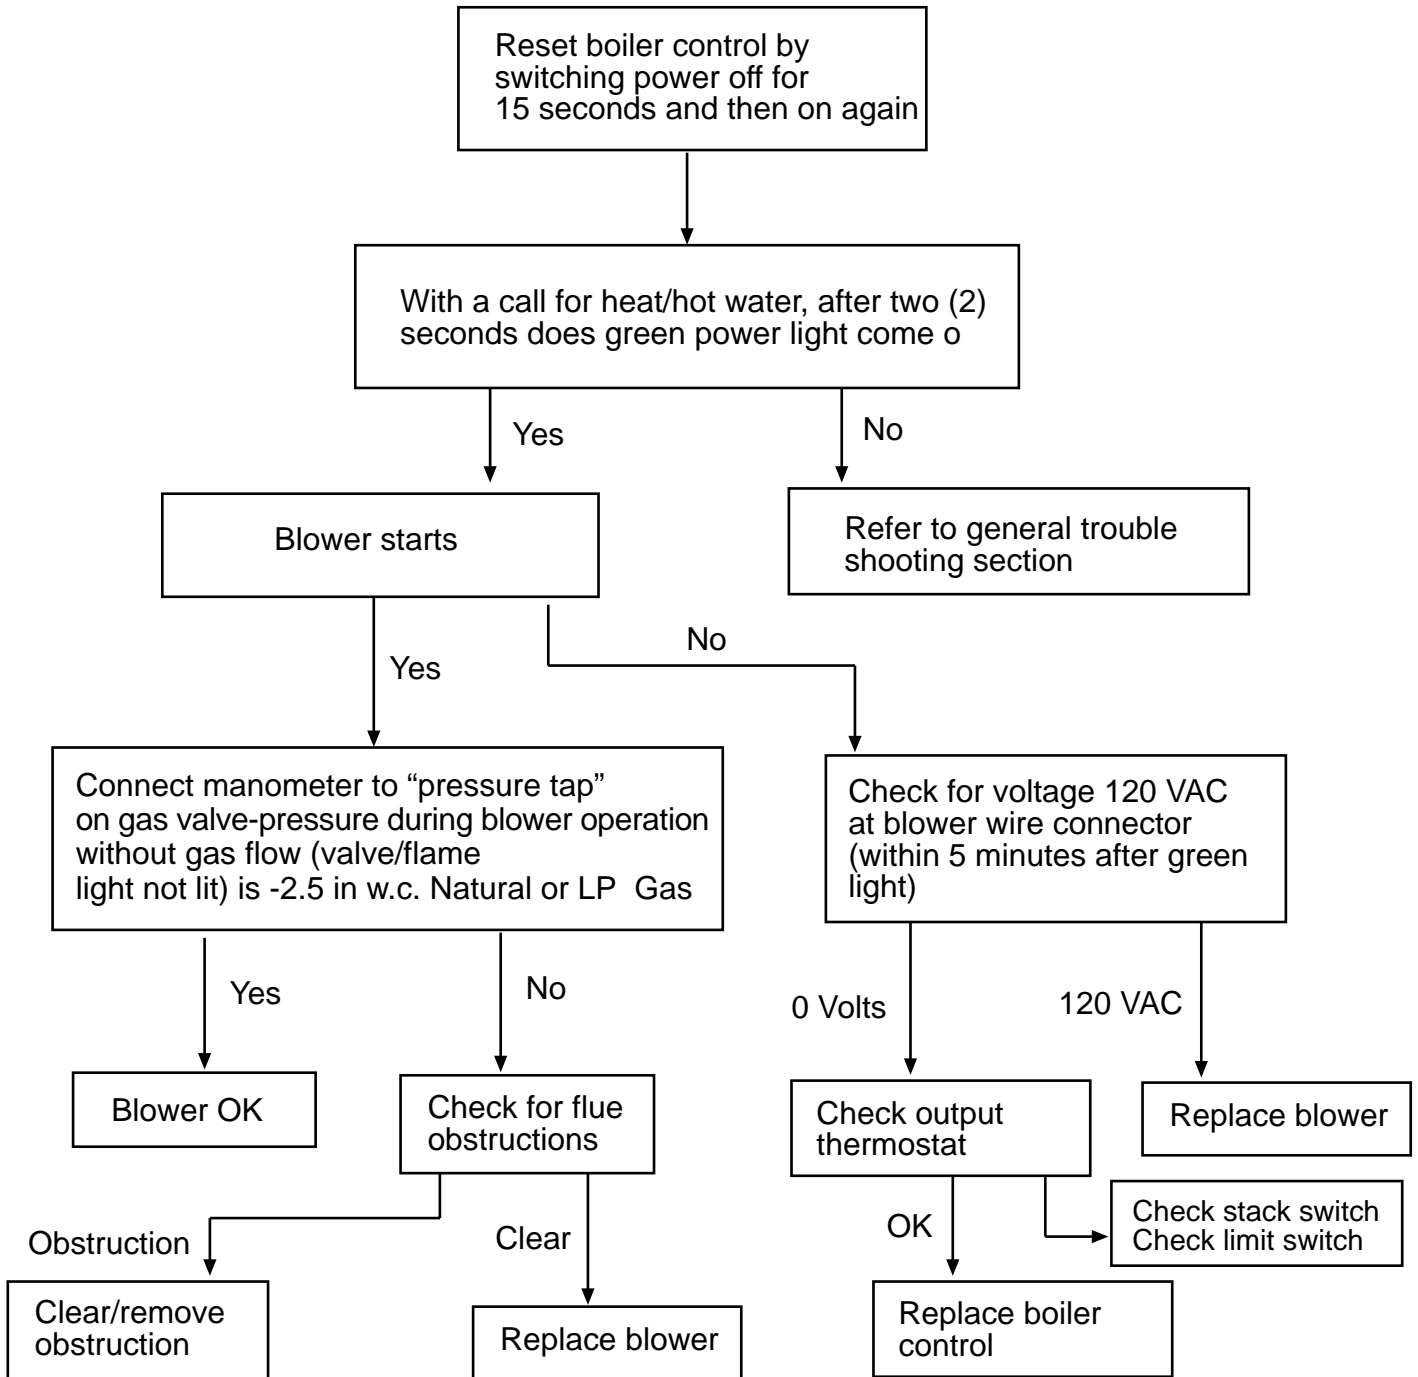 Reset boiler control by
switching power off for
15 seconds and then on again
With a call for heat/hot water, after two (2)
seconds does green power light come o
Yes
No
Blower starts
Refer to general trouble
shooting section
Yes
No
Connect manometer to “pressure tap”
on gas valve-pressure during blower operation
without gas flow (valve/flame
light not lit) is -2.5 in w.c. Natural or LP Gas
Check for voltage 120 VAC
at blower wire connector
(within 5 minutes after green
light)
Yes
No
0 Volts
120 VAC
Blower OK
Check for flue
obstructions
Check output
thermostat
Replace blower
Obstruction
Clear
OK
Check stack switch
Check limit switch
Clear/remove
obstruction
Replace blower
Replace boiler
control